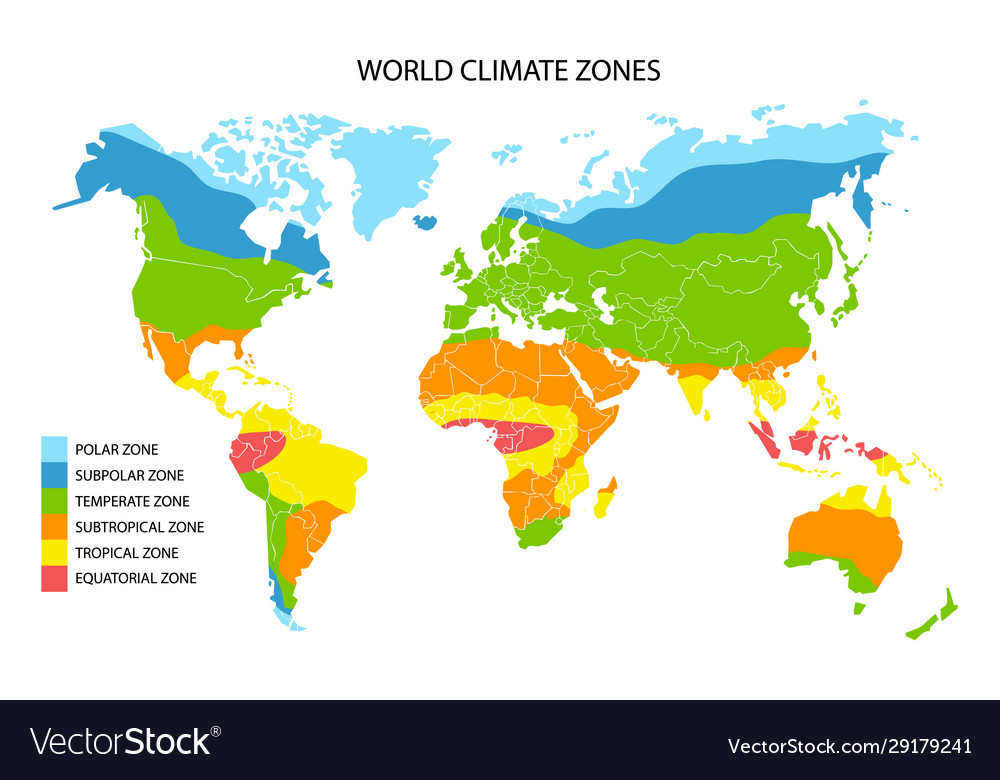 WORLD CLIMATE ZONES
POLAR ZONE
SUBPOLAR ZONE
TEMPERATE ZONE
SUBTROPICAL ZONE
TROPICAL ZONE
EQUATORIAL ZONE
VectorStock®
VectorStock.com/29179241